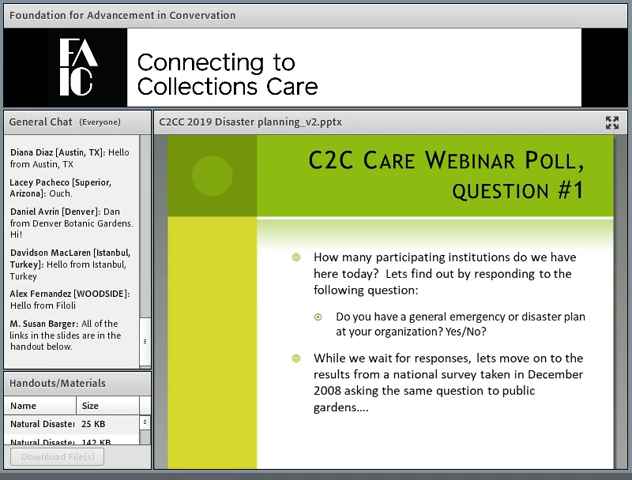 Foundation for Advancement in Convervation
FA
IC
Connecting to
Collections Care
General Chat (Everyone)
Diana Diaz [Austin, TX]: Hello
from Austin, TX
Lacey Pacheco [Superior,
Arizona]: Ouch.
Daniel Avrin [Denver]: Dan
from Denver Botanic Gardens.
Hi!
Davidson MacLaren [Istanbul,
Turkey]: Hello from Istanbul,
Turkey
Alex Fernandez [WOODSIDE]:
Hello from Filoli
M. Susan Barger: All of the
links in the slides are in the
handout below.
Handouts/Materials
Name Size
Natural Disaster 25 KB
Natural Disaster 142 KB
Download File(s)
C2CC 2019 Disaster planning_v2.pptx
C2C CARE WEBINAR POLL,
QUESTION #1
How many participating institutions do we have
here today? Lets find out by responding to the
following question:
Do you have a general emergency or disaster plan
at your organization? Yes/No?
While we wait for responses, lets move on to the
results from a national survey taken in December
2008 asking the same question to public
gardens....